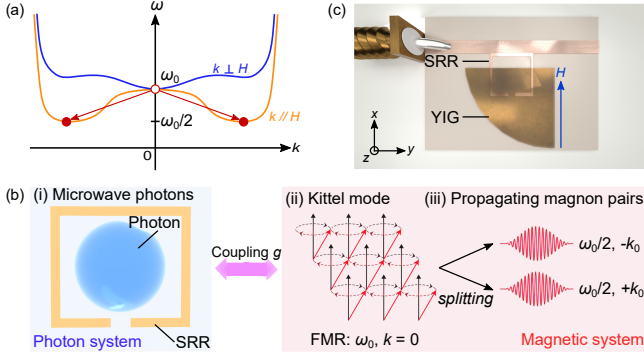 (a)
ω
k ⊥ H
ω₀
k // H
ω₀/2
0
k
(c)
SRR
H
YIG
x
z
y
(b)
(i) Microwave photons
Photon
SRR
Photon system
Coupling g
(ii) Kittel mode
FMR: ω₀, k = 0
splitting
(iii) Propagating magnon pairs
ω₀/2, -k₀
ω₀/2, +k₀
Magnetic system